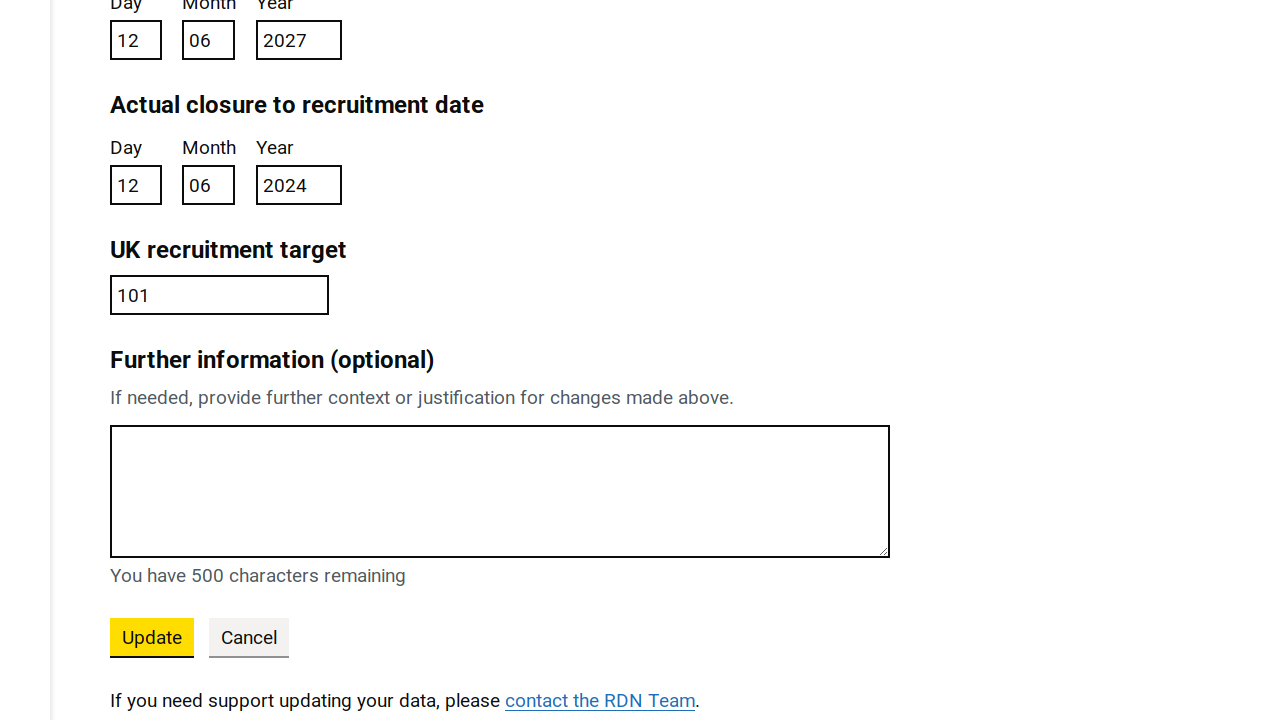 Day Month Year
12 06 2027
Actual closure to recruitment date
Day Month Year
12 06 2024
UK recruitment target
101
Further information (optional)
If needed, provide further context or justification for changes made above.
You have 500 characters remaining
Update Cancel
If you need support updating your data, please contact the RDN Team.